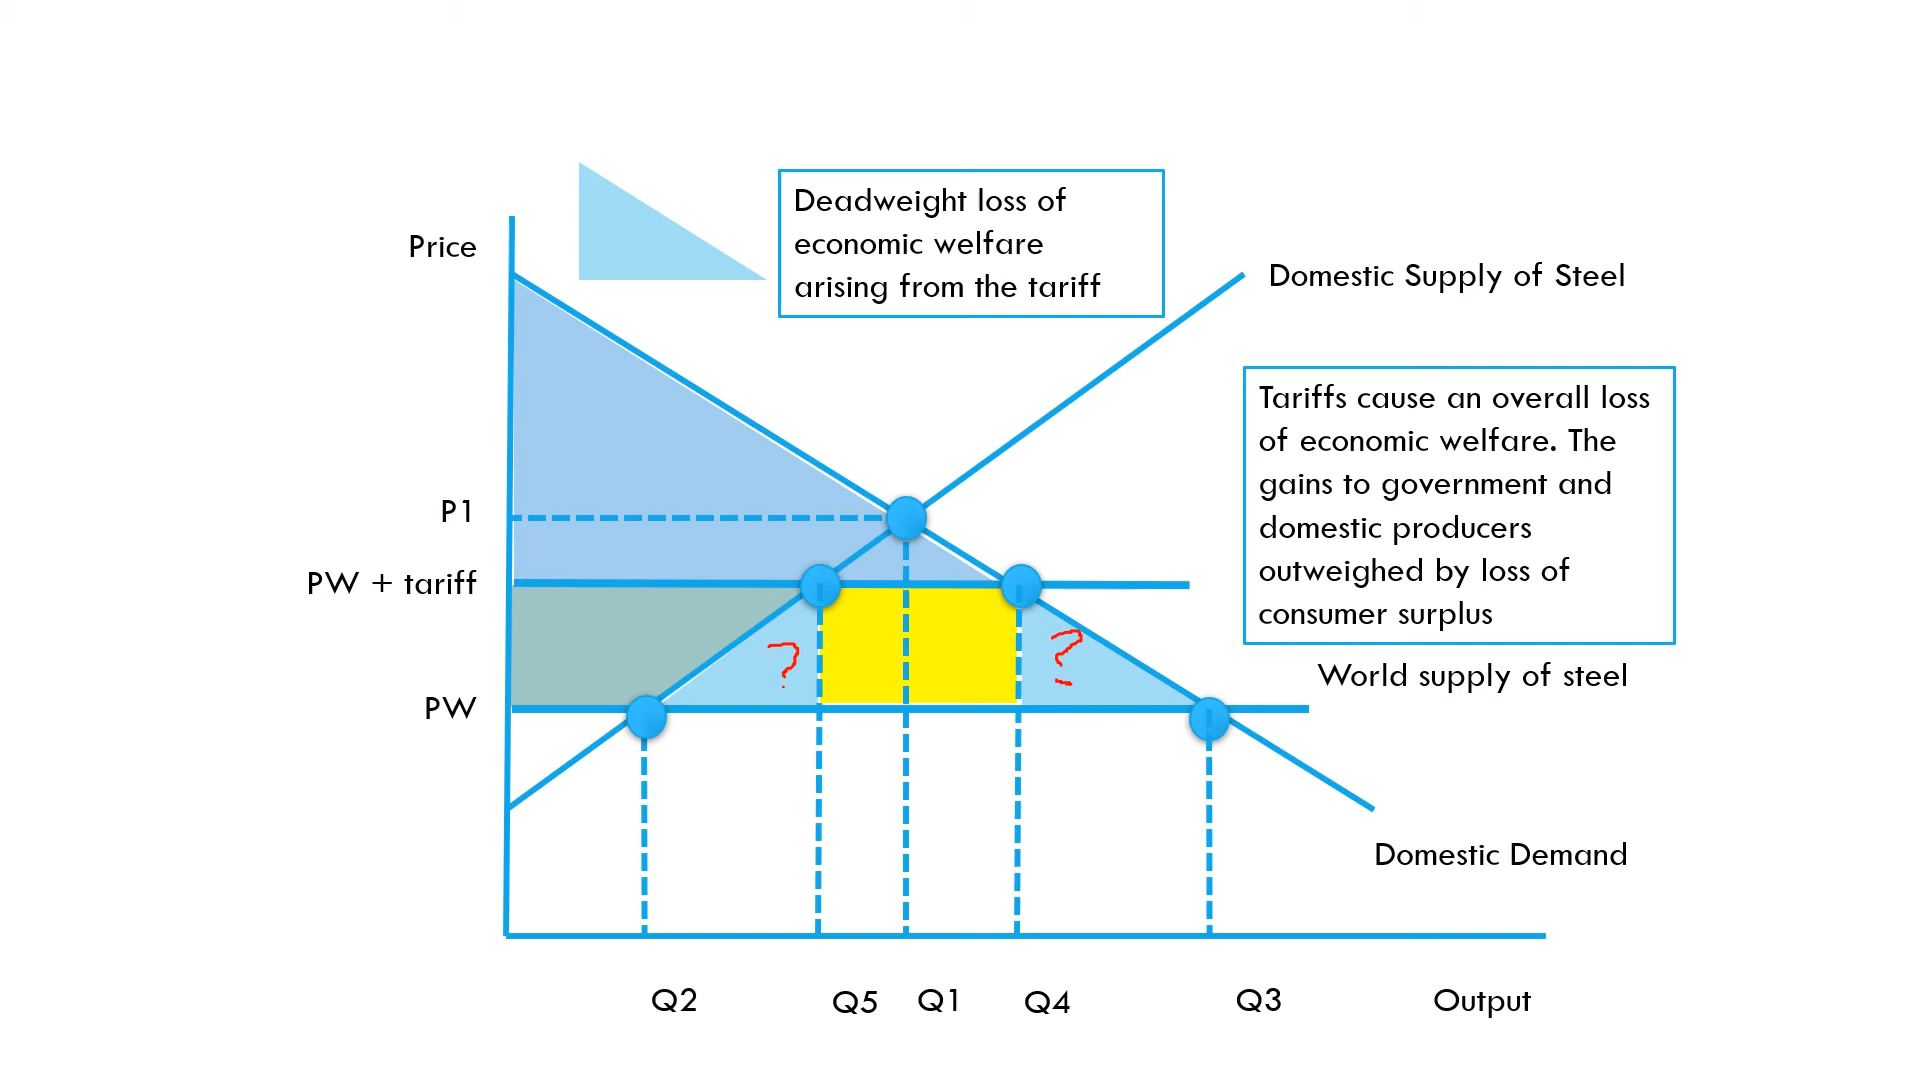 Deadweight loss of
economic welfare
arising from the tariff
Price
Domestic Supply of Steel
Tariffs cause an overall loss
of economic welfare. The
gains to government and
domestic producers
outweighed by loss of
consumer surplus
P1
PW + tariff
? ?
World supply of steel
PW
Domestic Demand
Q2 Q5 Q1 Q4 Q3 Output